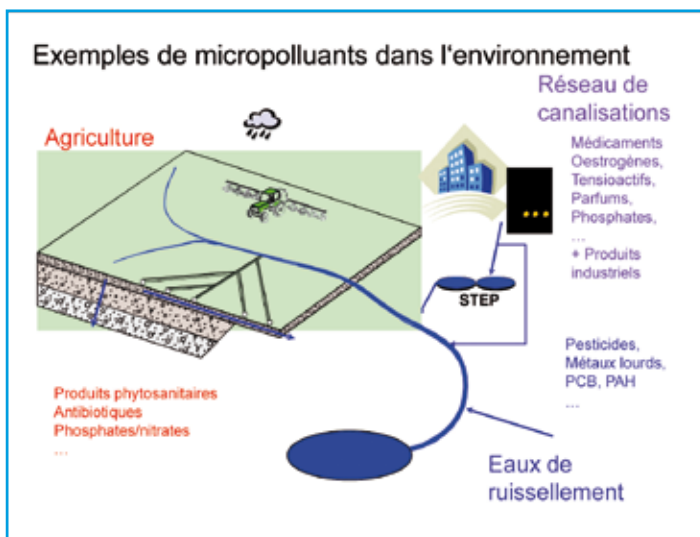 Exemples de micropolluants dans l'environnement
Agriculture
Réseau de
canalisations
Médicaments
Oestrogènes,
Tensioactifs,
Parfums,
Phosphates,
...
+ Produits
industriels
STEP
Pesticides,
Métaux lourds,
PCB, PAH
...
Produits phytosanitaires
Antibiotiques
Phosphates/nitrates
...
Eaux de
ruissellement